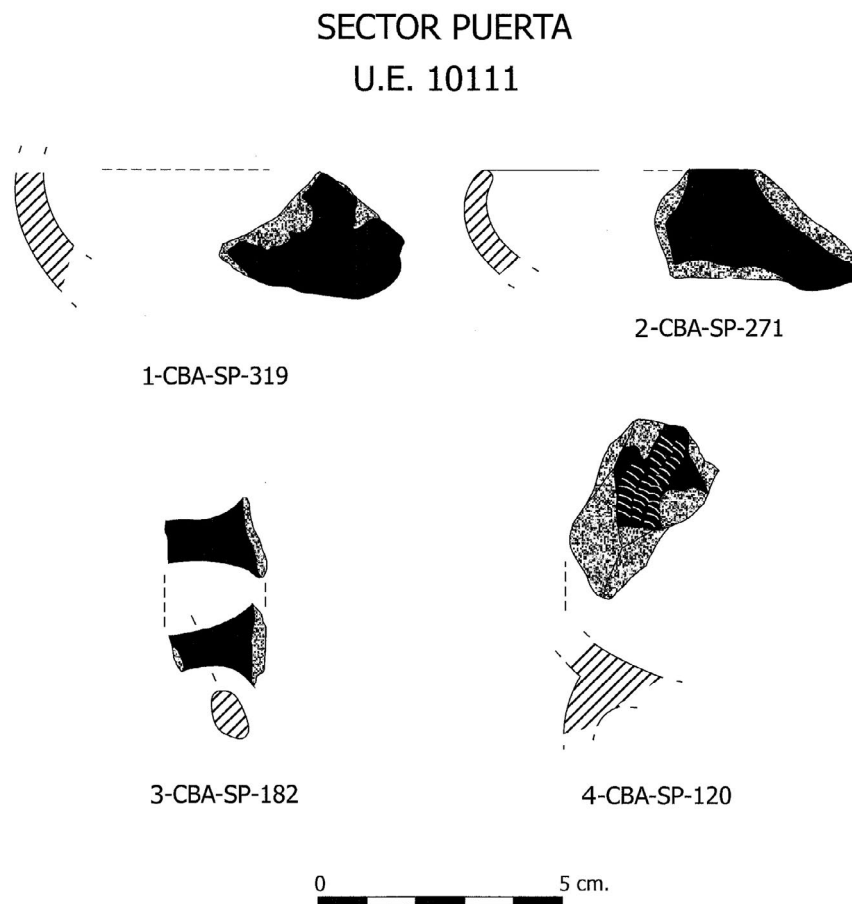 SECTOR PUERTA
U.E. 10111
1-CBA-SP-319
2-CBA-SP-271
3-CBA-SP-182
4-CBA-SP-120
0 5 cm.